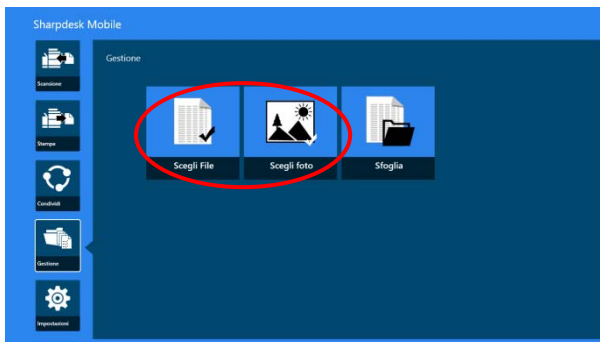 Sharpdesk Mobile
Scansione
Stampa
Condividi
Gestione
Impostazioni
Gestione
Scegli File
Scegli foto
Sfoglia